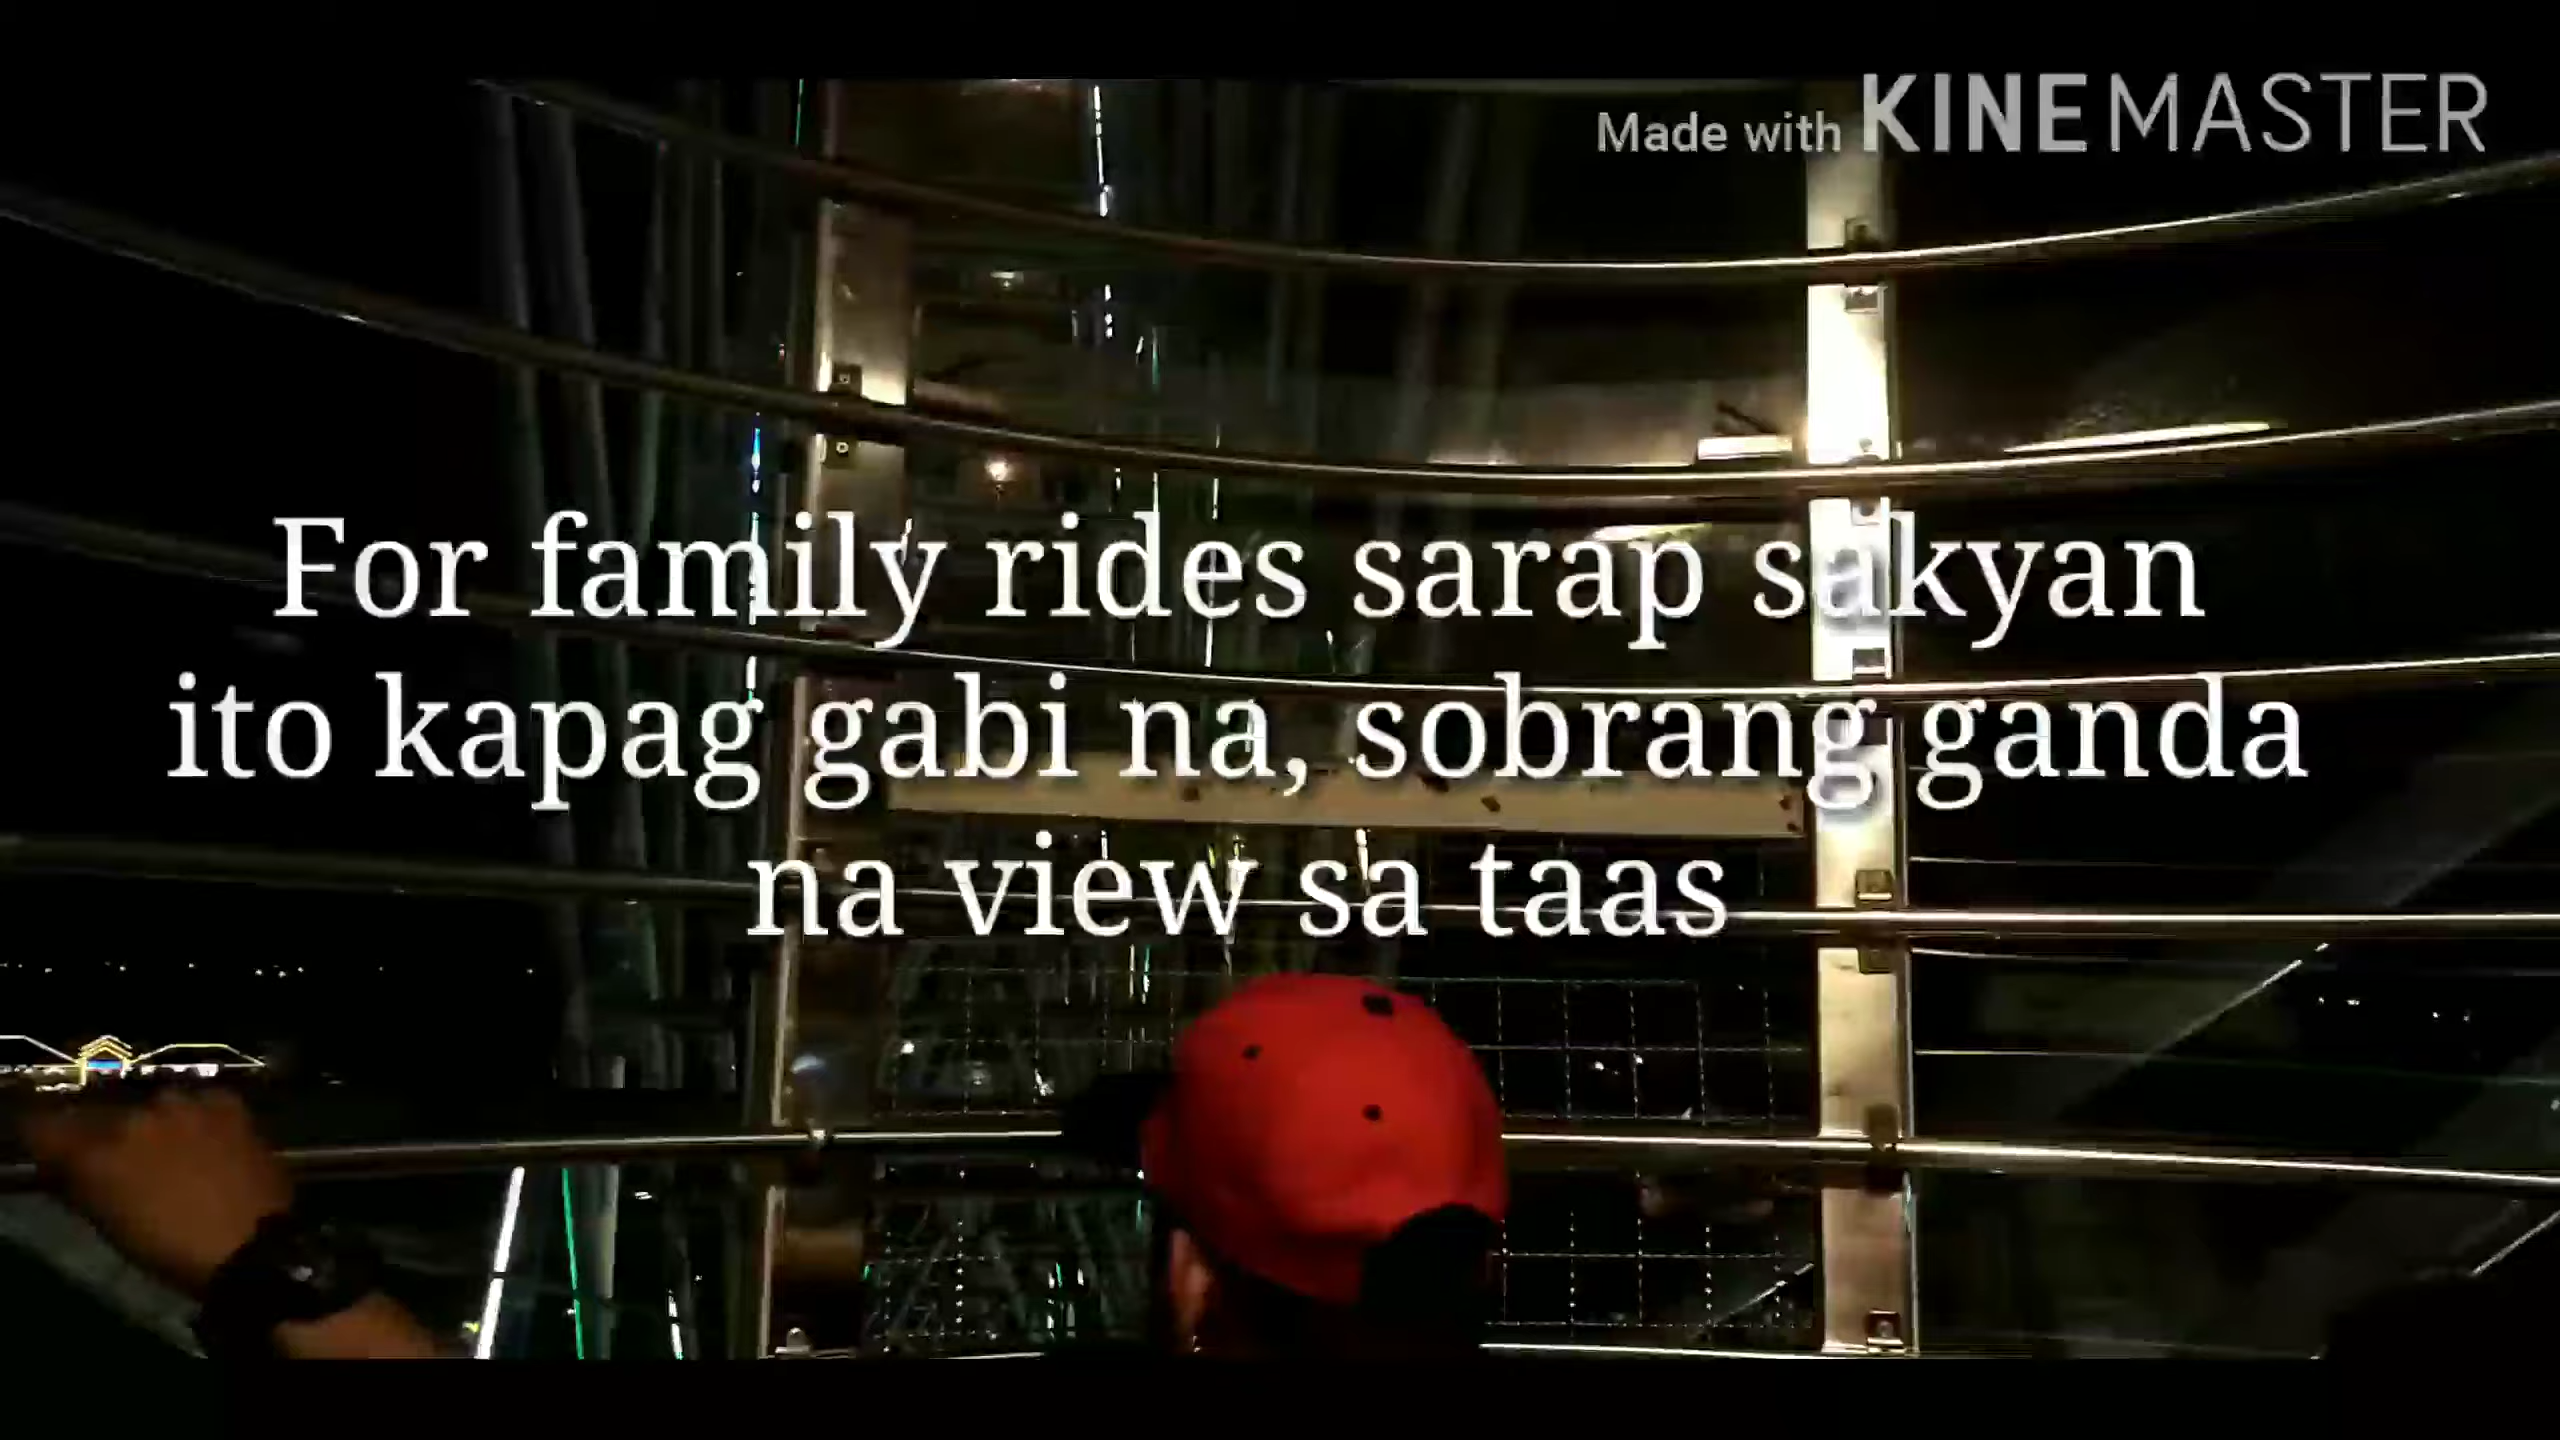 Made with KINEMASTER
For family rides sarap sakyan
ito kapag gabi na, sobrang ganda
na view sa taas